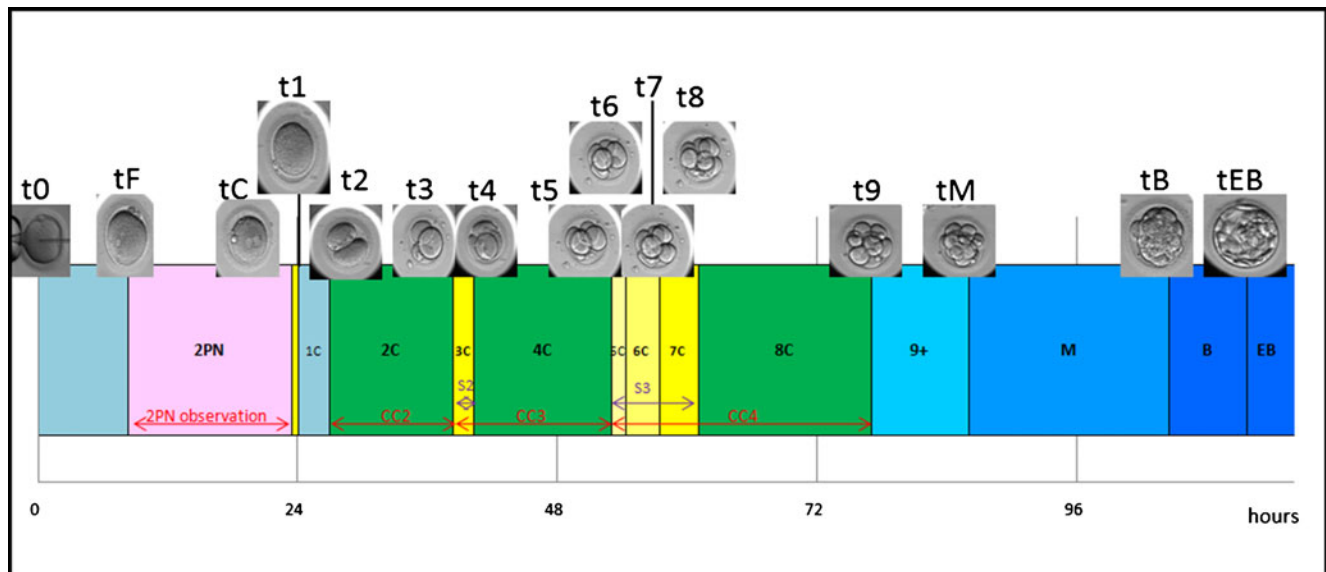 t1
t7
t6
t8
t0
tF
tC
t2
t3
t4
t5
t9
tM
tB
tEB
2PN
1C
2C
3C
4C
5C
6C
7C
8C
9+
M
B
EB
S2
S3
2PN observation
CC2
CC3
CC4
0
24
48
72
96
hours